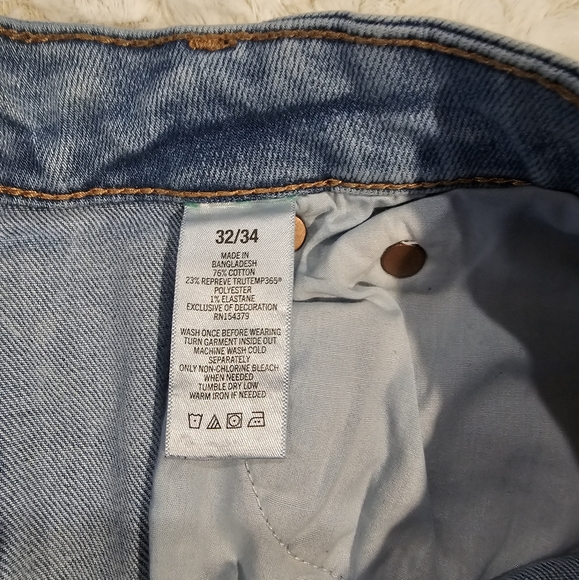 32/34
MADE IN
BANGLADESH
76% COTTON
23% REPREVE TRUTEMP365®
POLYESTER
1% ELASTANE
EXCLUSIVE OF DECORATION
RN154379
WASH ONCE BEFORE WEARING
TURN GARMENT INSIDE OUT
MACHINE WASH COLD
SEPARATELY
ONLY NON-CHLORINE BLEACH
WHEN NEEDED
TUMBLE DRY LOW
WARM IRON IF NEEDED